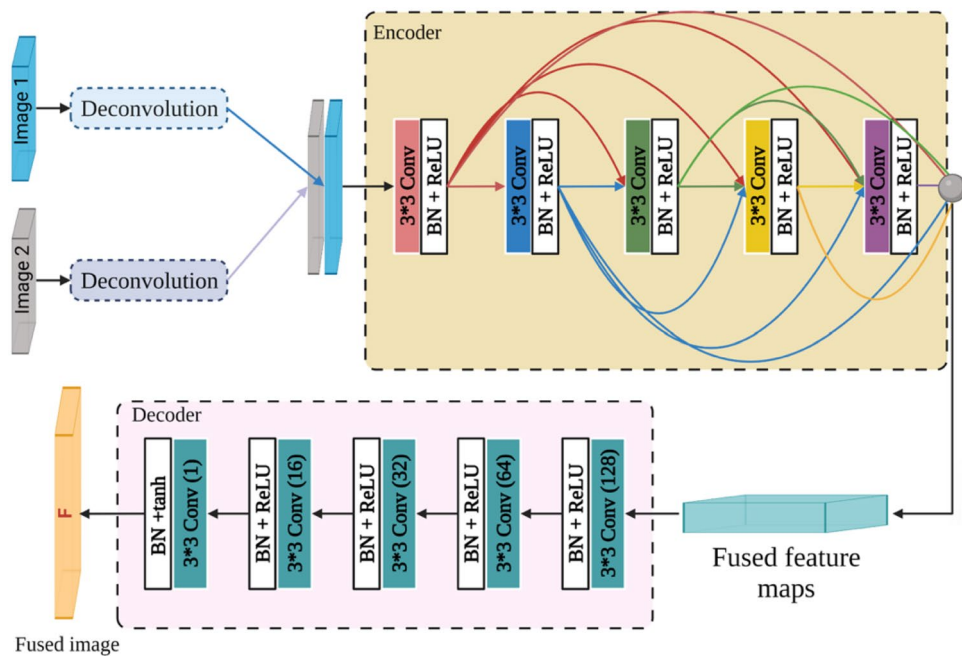 Encoder
Image 1
Deconvolution
3*3 Conv
BN + ReLU
3*3 Conv
BN + ReLU
3*3 Conv
BN + ReLU
3*3 Conv
BN + ReLU
3*3 Conv
BN + ReLU
Image 2
Deconvolution
Decoder
F
BN +tanh
3*3 Conv (1)
BN + ReLU
3*3 Conv (16)
BN + ReLU
3*3 Conv (32)
BN + ReLU
3*3 Conv (64)
BN + ReLU
3*3 Conv (128)
Fused feature
maps
Fused image